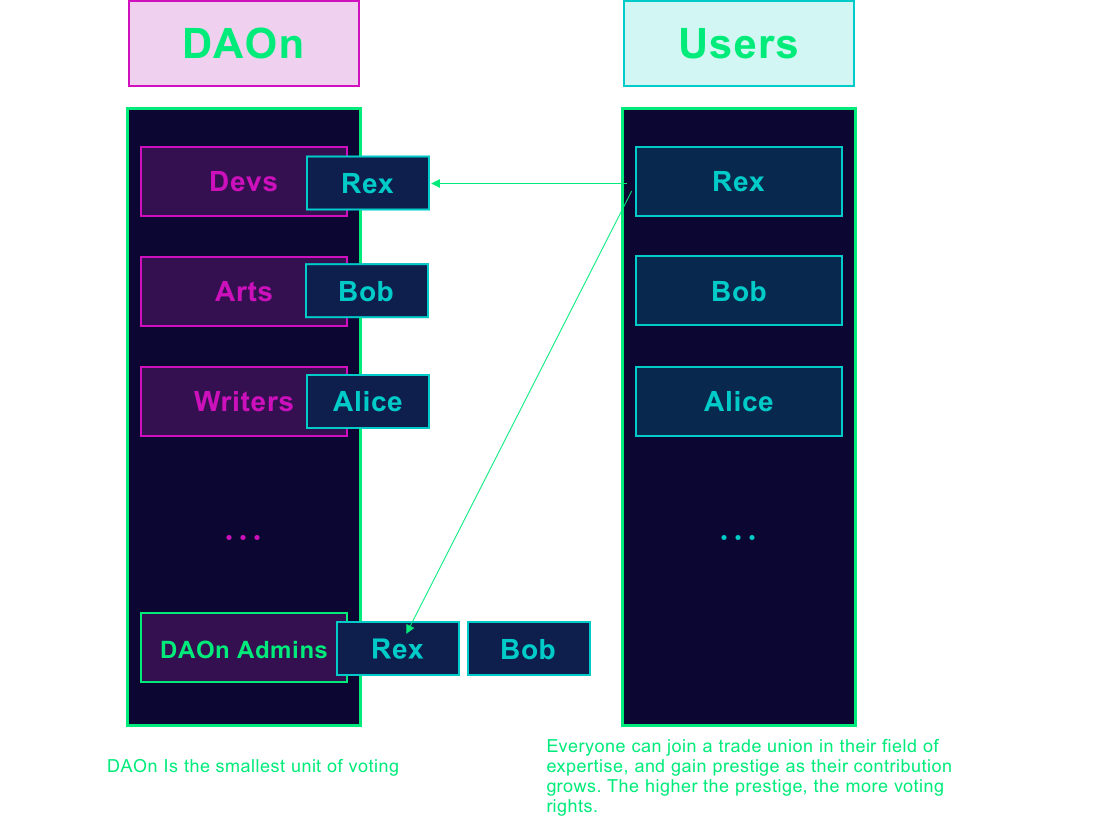 DAOn
Users
Devs
Rex
Rex
Arts
Bob
Bob
Writers
Alice
Alice
...
...
DAOn Admins
Rex
Bob
DAOn Is the smallest unit of voting
Everyone can join a trade union in their field of
expertise, and gain prestige as their contribution
grows. The higher the prestige, the more voting
rights.